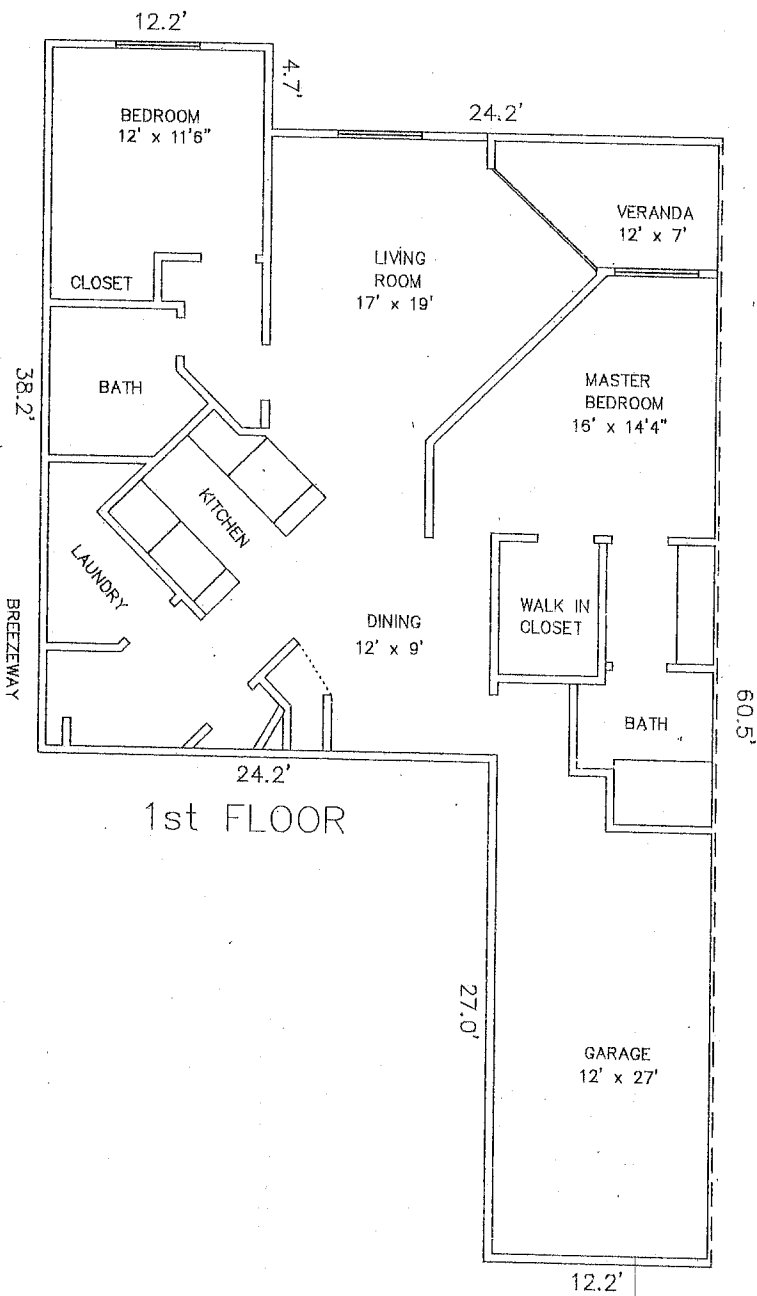 12.2'
4.7'
24.2'
BEDROOM
12' x 11'6"
VERANDA
12' x 7'
LIVING
ROOM
17' x 19'
CLOSET
BATH
38.2'
MASTER
BEDROOM
16' x 14'4"
KITCHEN
LAUNDRY
BREEZEWAY
DINING
12' x 9'
WALK IN
CLOSET
BATH
60.5'
24.2'
1st FLOOR
27.0'
GARAGE
12' x 27'
12.2'